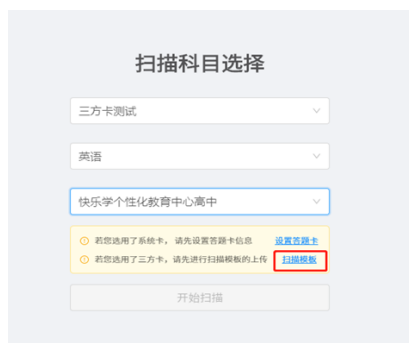 扫描科目选择
三方卡测试
英语
快乐学个性化教育中心高中
若您选用了系统卡，请先设置答题卡信息 设置答题卡
若您选用了三方卡，请先进行扫描模板的上传 扫描模板
开始扫描